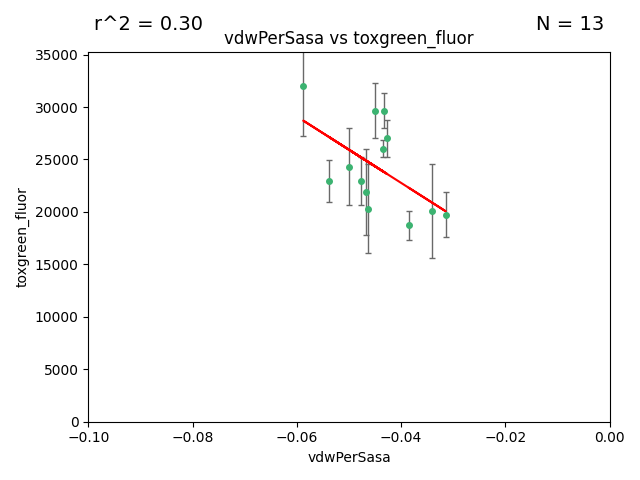 r^2 = 0.30
N = 13
vdwPerSasa vs toxgreen_fluor
35000
30000
25000
20000
15000
10000
5000
0
toxgreen_fluor
−0.10
−0.08
−0.06
−0.04
−0.02
0.00
vdwPerSasa